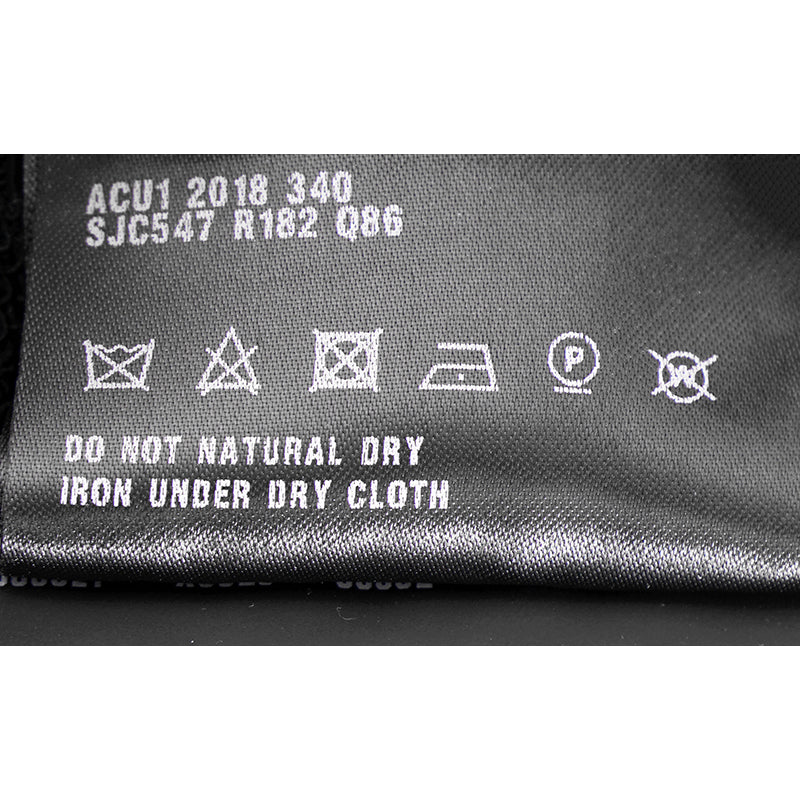 ACU1 2018 340
SJC547 R182 Q86
P
W
DO NOT NATURAL DRY
IRON UNDER DRY CLOTH